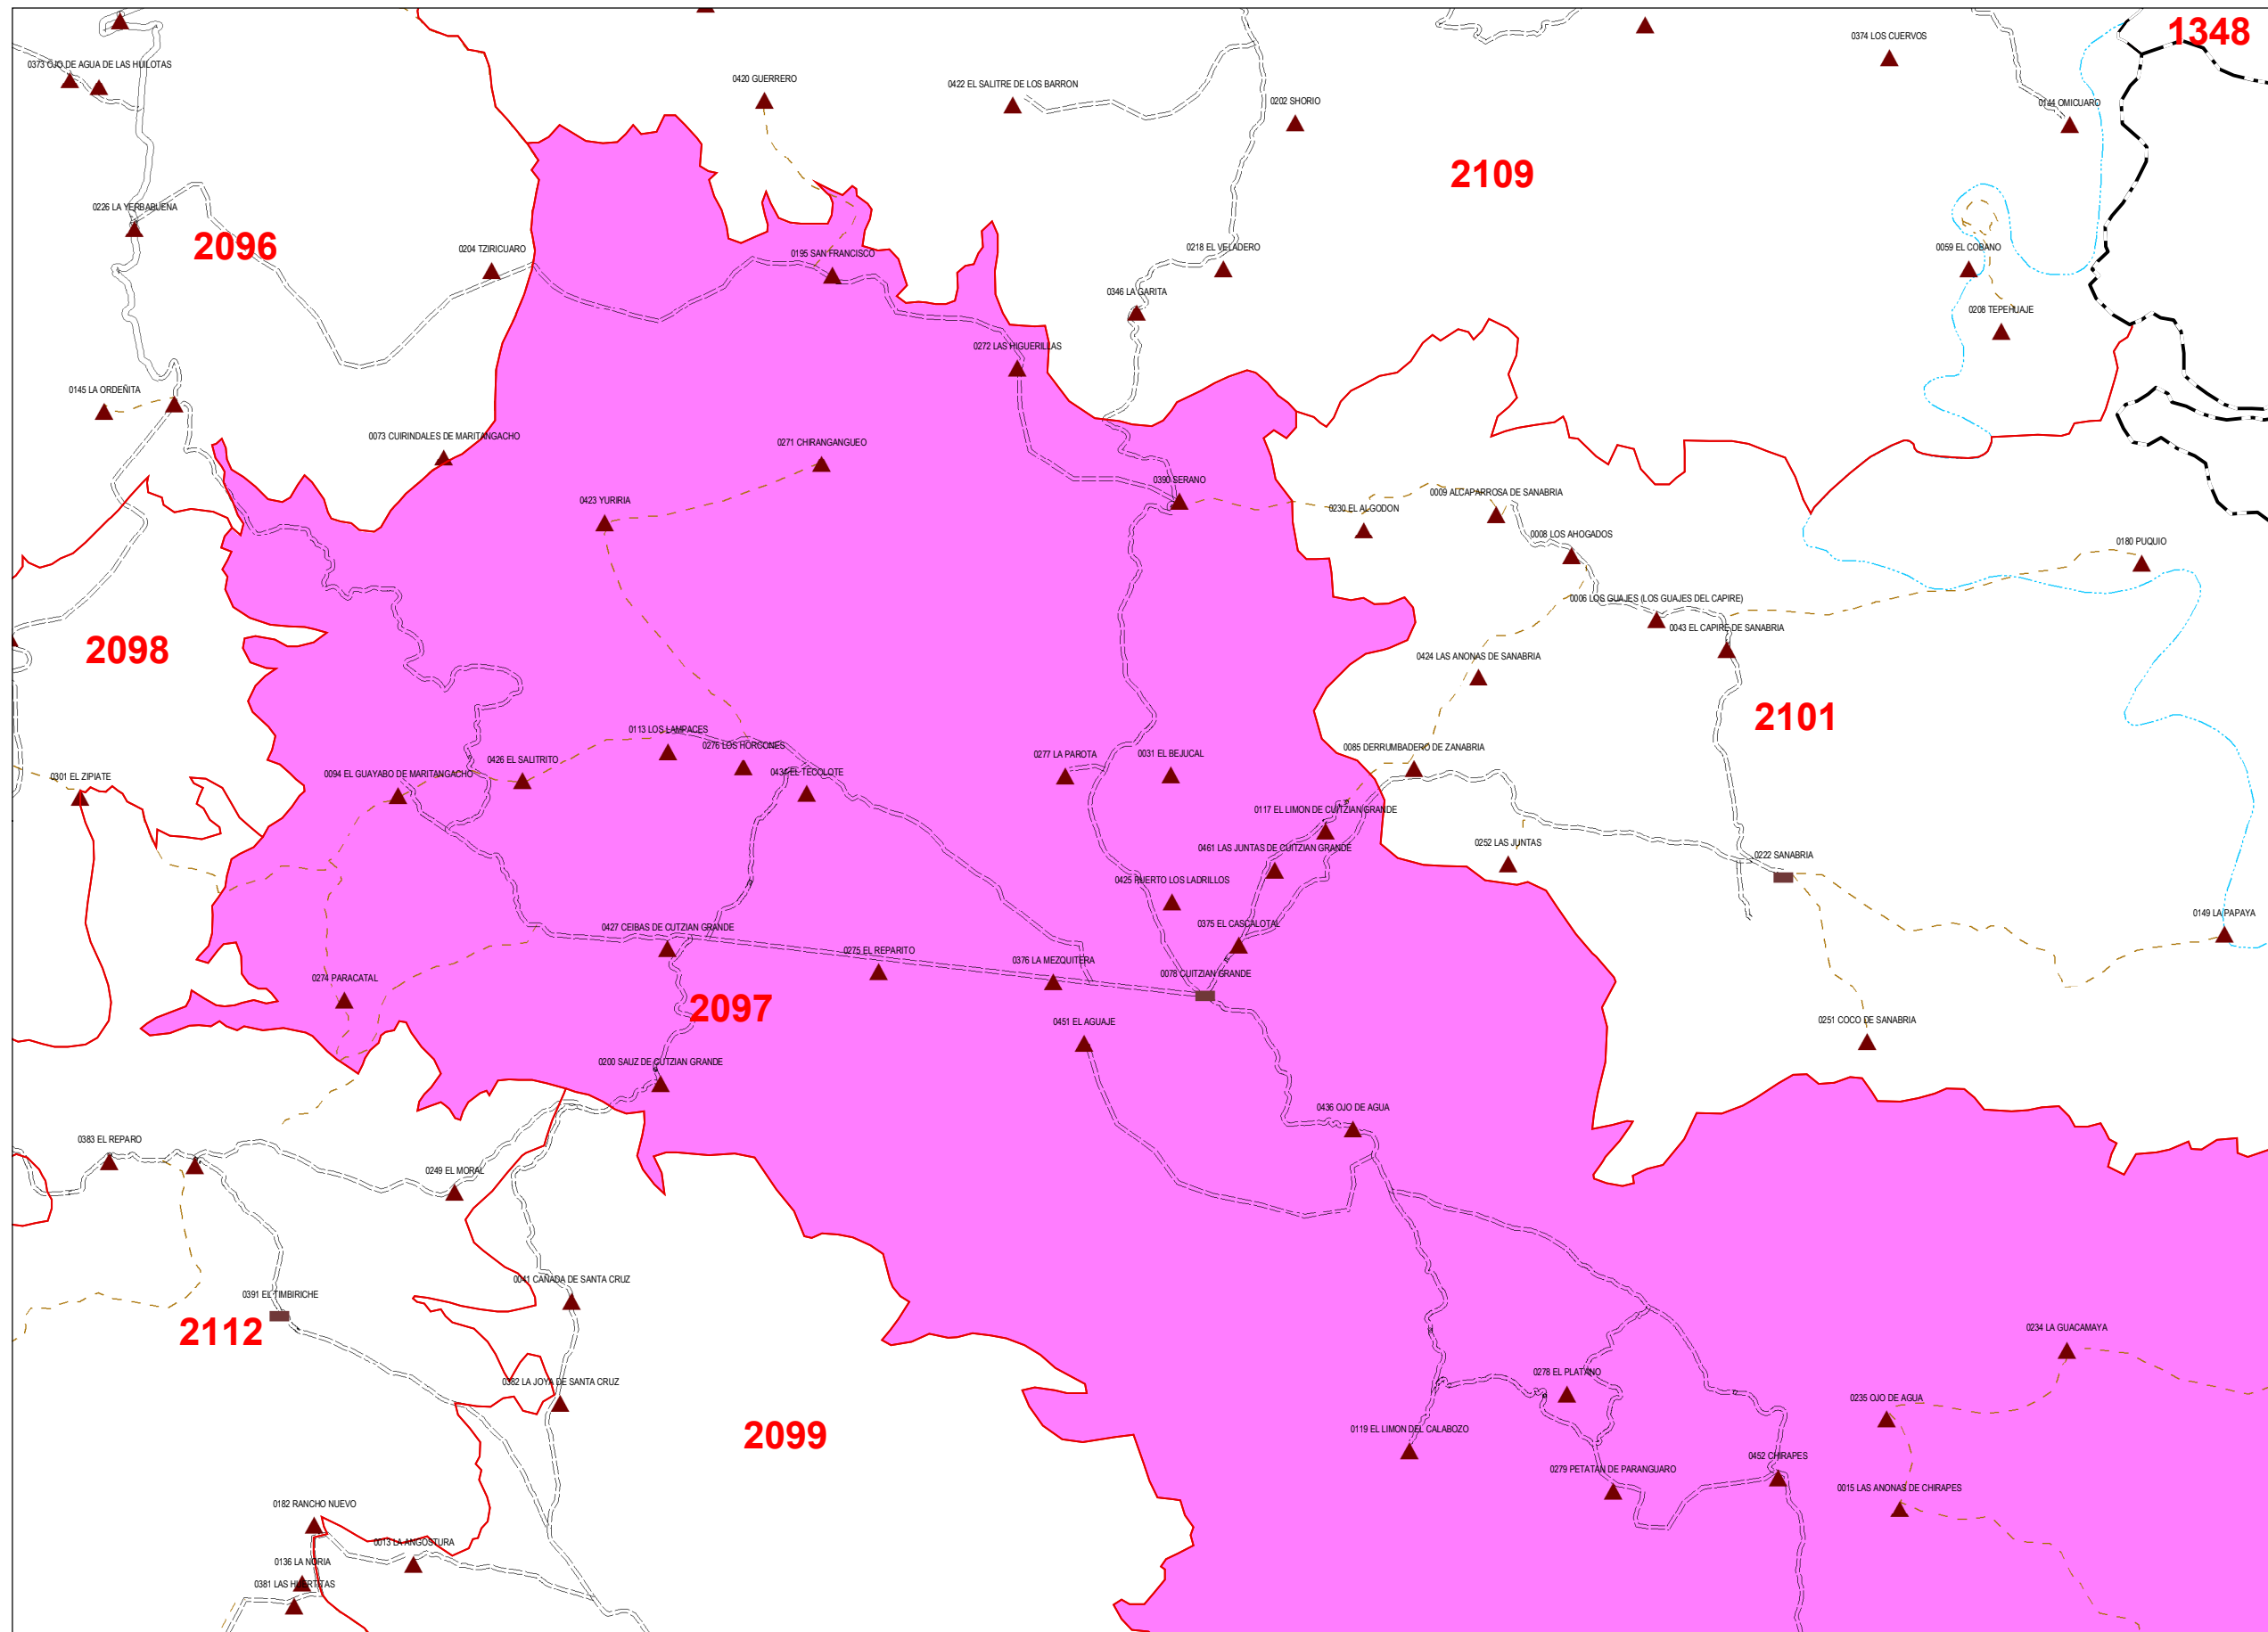 1348
0374 LOS CUERVOS
0373 OJO DE AGUA DE LAS HUILOTAS
0420 GUERRERO
0422 EL SALITRE DE LOS BARRON
0202 SHORIO
0144 OMICUARO
2109
0226 LA YERBABUENA
2096
0204 TZIRICUARO
0195 SAN FRANCISCO
0218 EL VELADERO
0059 EL COBANO
0346 LA GARITA
0208 TEPEHUAJE
0272 LAS HIGUERILLAS
0145 LA ORDEÑITA
0073 CUIRINDALES DE MARITANGACHO
0271 CHIRANGANGUEO
0390 SERANO
0423 YURIRIA
0009 ALCAPARROSA DE SANABRIA
0230 EL ALGODON
0008 LOS AHOGADOS
0180 PUQUIO
0006 LOS GUAJES (LOS GUAJES DEL CAPIRE)
0043 EL CAPIRE DE SANABRIA
2098
0424 LAS ANONAS DE SANABRIA
2101
0113 LOS LAMPACES
0276 LOS HORCONES
0085 DERRUMBADERO DE ZANABRIA
0277 LA PAROTA
0031 EL BEJUCAL
0426 EL SALITRITO
0301 EL ZIPIATE
0094 EL GUAYABO DE MARITANGACHO
0434 EL TECOLOTE
0117 EL LIMON DE CUITZIAN GRANDE
0461 LAS JUNTAS DE CUITZIAN GRANDE
0252 LAS JUNTAS
0222 SANABRIA
0425 PUERTO LOS LADRILLOS
0149 LA PAPAYA
0427 CEIBAS DE CUTZIAN GRANDE
0375 EL CASCALOTAL
0275 EL REPARITO
0376 LA MEZQUITERA
0078 CUITZIAN GRANDE
0274 PARACATAL
2097
0451 EL AGUAJE
0251 COCO DE SANABRIA
0200 SAUZ DE CUTZIAN GRANDE
0436 OJO DE AGUA
0383 EL REPARO
0249 EL MORAL
0041 CAÑADA DE SANTA CRUZ
0391 EL TIMBIRICHE
2112
0234 LA GUACAMAYA
0382 LA JOYA DE SANTA CRUZ
0278 EL PLATANO
0235 OJO DE AGUA
2099
0119 EL LIMON DEL CALABOZO
0452 CHIRAPES
0279 PETATAN DE PARANGUARO
0015 LAS ANONAS DE CHIRAPES
0182 RANCHO NUEVO
0013 LA ANGOSTURA
0136 LA NORIA
0381 LAS HUERTITAS